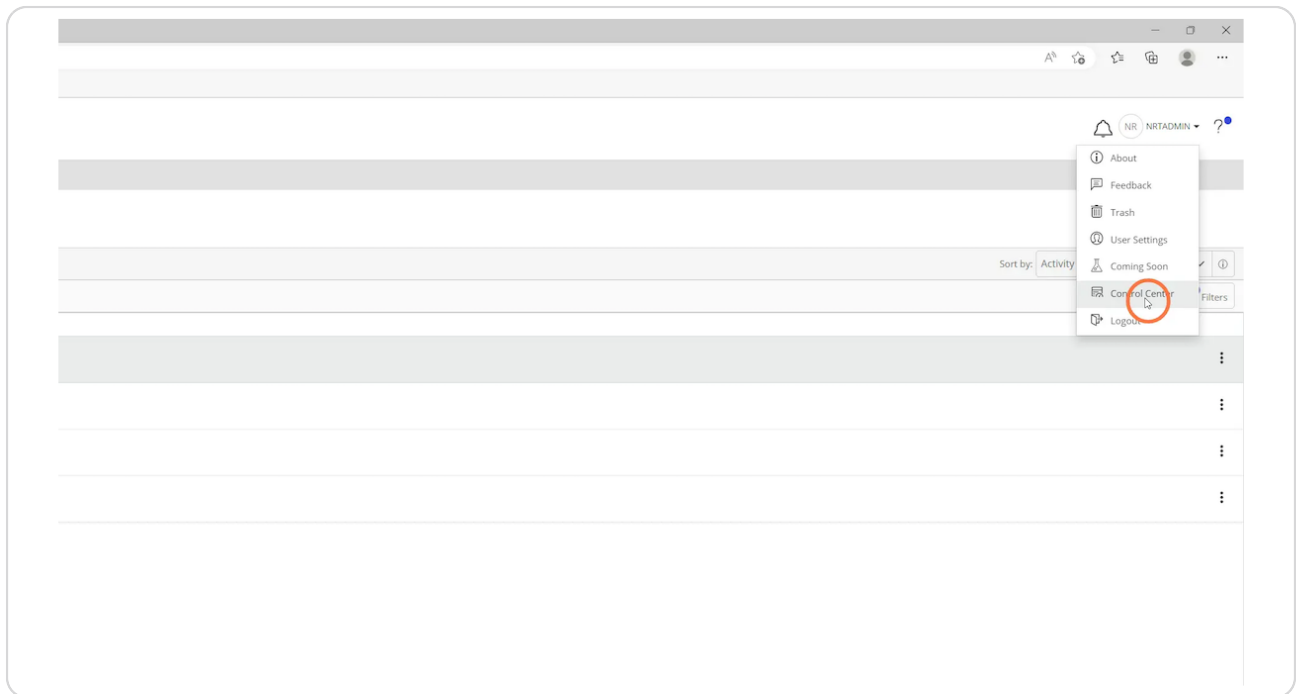 NR NRTADMIN ?
About
Feedback
Trash
User Settings
Sort by: Activity
Coming Soon
Control Center
Filters
Logout